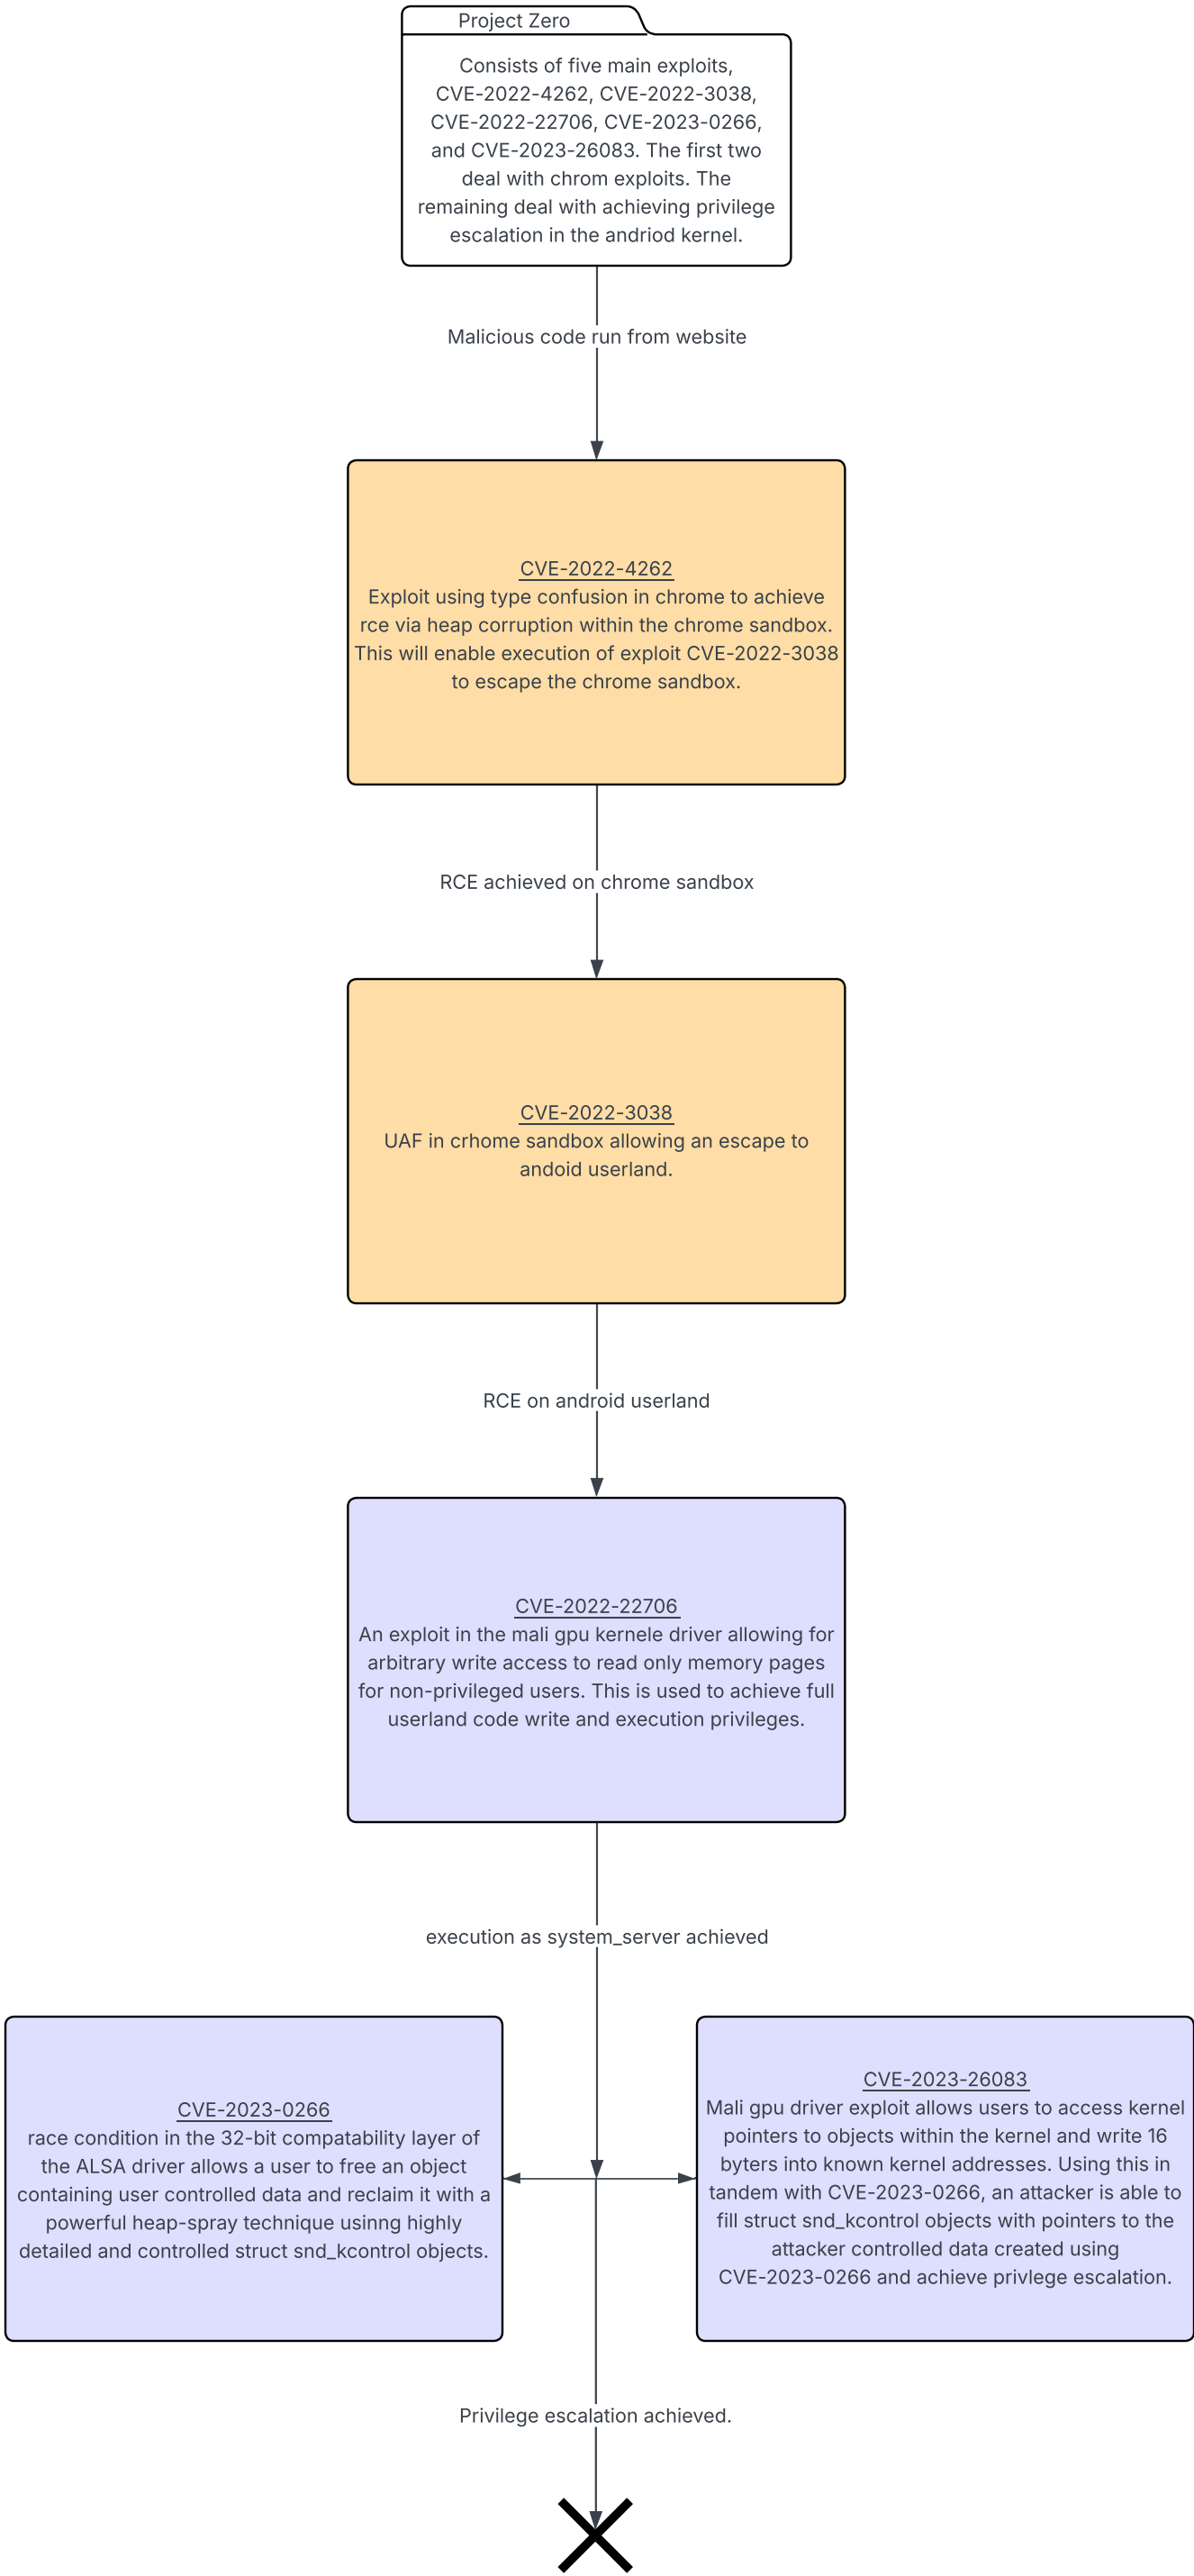 Project Zero
Consists of five main exploits,
CVE-2022-4262, CVE-2022-3038,
CVE-2022-22706, CVE-2023-0266,
and CVE-2023-26083. The first two
deal with chrom exploits. The
remaining deal with achieving privilege
escalation in the andriod kernel.
Malicious code run from website
CVE-2022-4262
Exploit using type confusion in chrome to achieve
rce via heap corruption within the chrome sandbox.
This will enable execution of exploit CVE-2022-3038
to escape the chrome sandbox.
RCE achieved on chrome sandbox
CVE-2022-3038
UAF in crhome sandbox allowing an escape to
andoid userland.
RCE on android userland
CVE-2022-22706
An exploit in the mali gpu kernele driver allowing for
arbitrary write access to read only memory pages
for non-privileged users. This is used to achieve full
userland code write and execution privileges.
execution as system_server achieved
CVE-2023-0266
race condition in the 32-bit compatability layer of
the ALSA driver allows a user to free an object
containing user controlled data and reclaim it with a
powerful heap-spray technique usinng highly
detailed and controlled struct snd_kcontrol objects.
CVE-2023-26083
Mali gpu driver exploit allows users to access kernel
pointers to objects within the kernel and write 16
byters into known kernel addresses. Using this in
tandem with CVE-2023-0266, an attacker is able to
fill struct snd_kcontrol objects with pointers to the
attacker controlled data created using
CVE-2023-0266 and achieve privlege escalation.
Privilege escalation achieved.